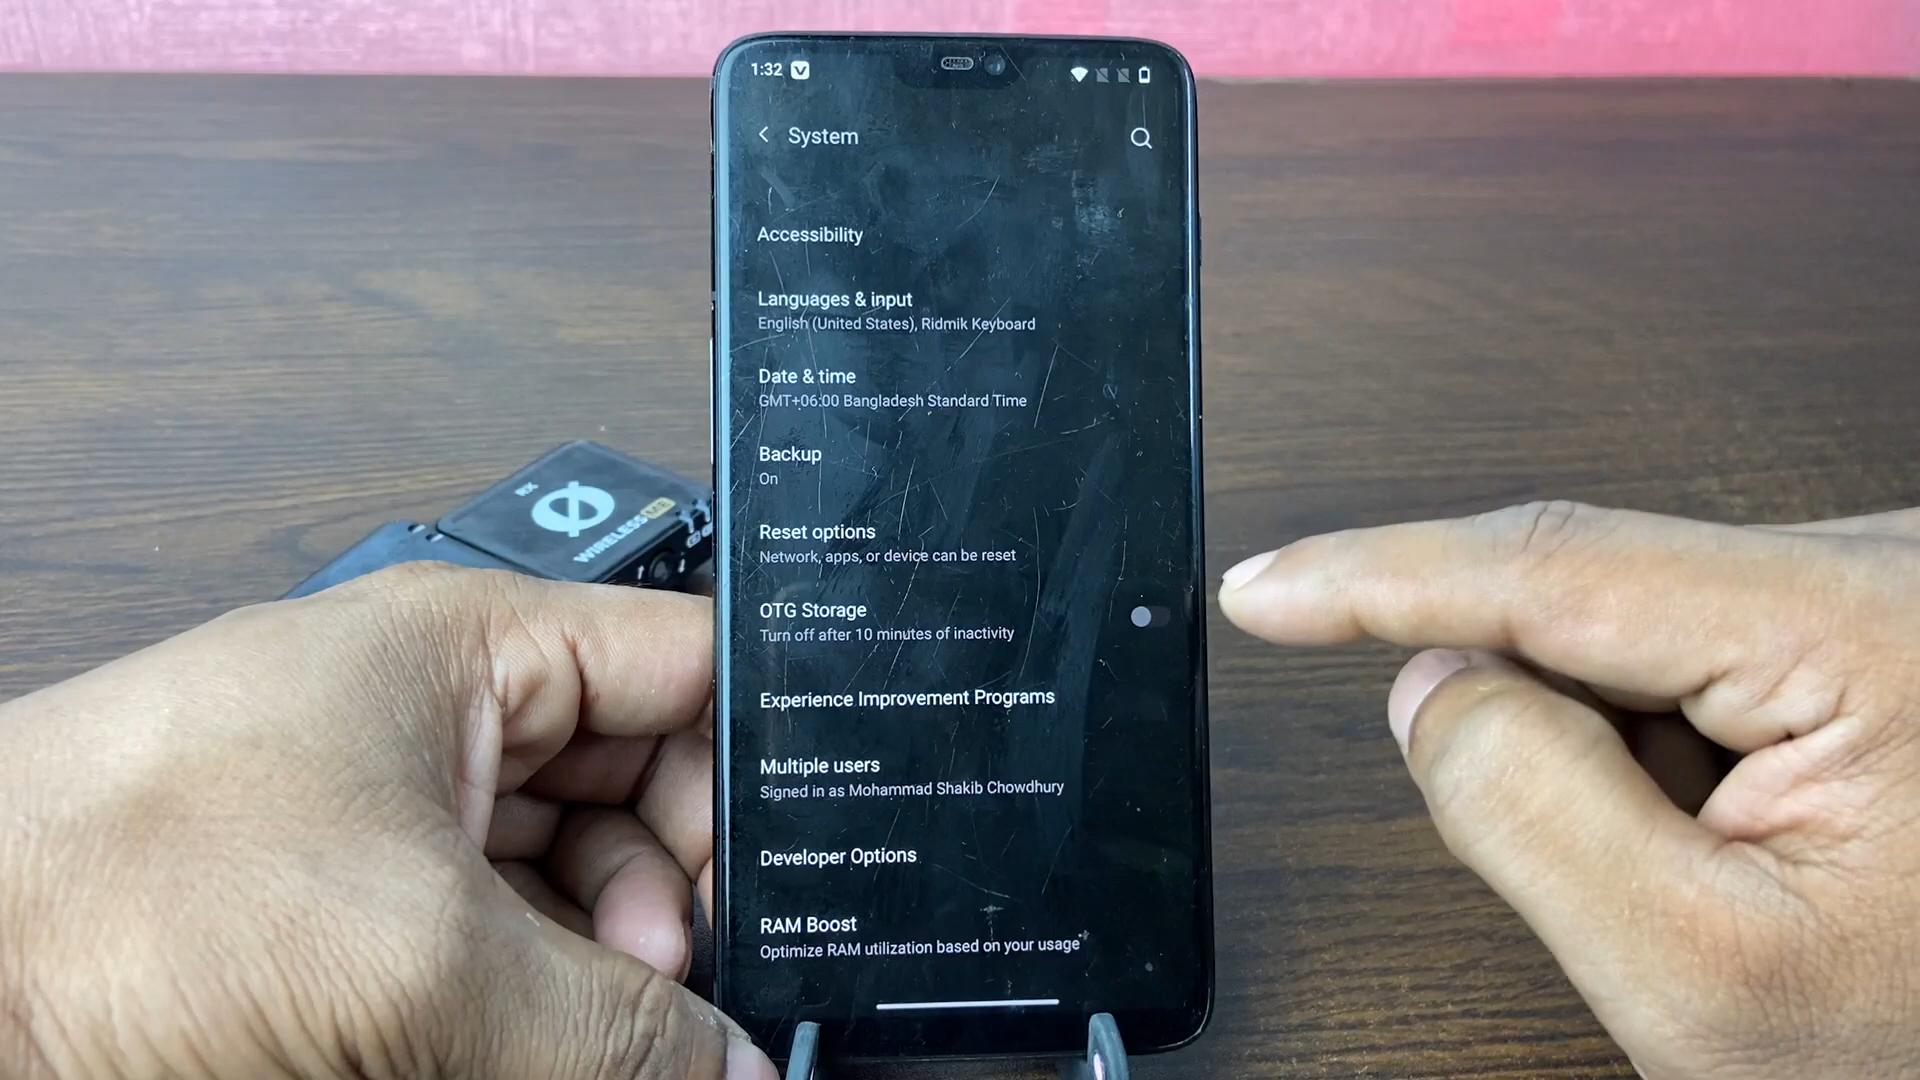 1:32
System
Accessibility
Languages & input
English (United States), Ridmik Keyboard
Date & time
GMT+06:00 Bangladesh Standard Time
Backup
On
Reset options
Network, apps, or device can be reset
OTG Storage
Turn off after 10 minutes of inactivity
Experience Improvement Programs
Multiple users
Signed in as Mohammad Shakib Chowdhury
Developer Options
RAM Boost
Optimize RAM utilization based on your usage
RX
WIRELESS ME